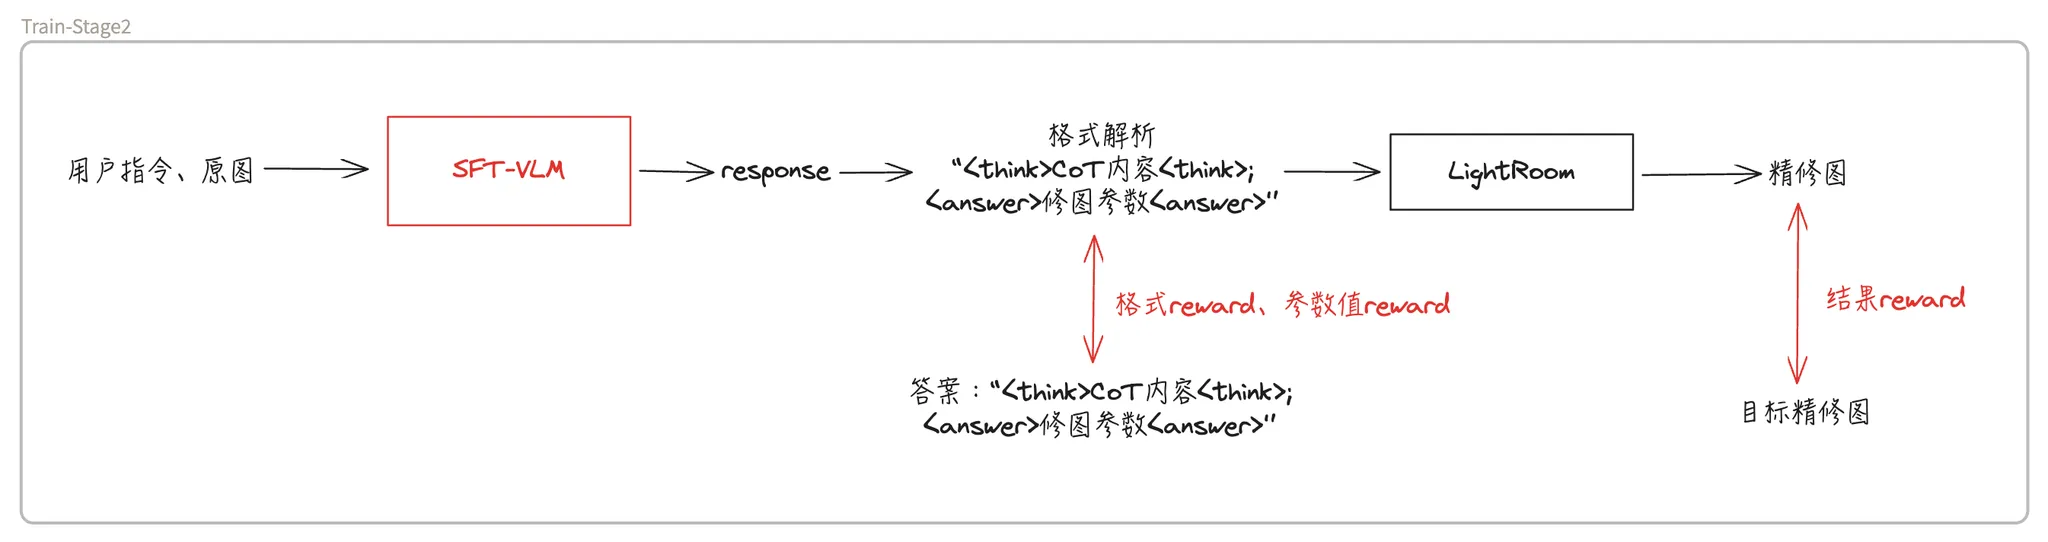 Train-Stage2
用户指令、原图
SFT-VLM
response
格式解析
“<think>CoT内容<think>;
<answer>修图参数<answer>"
LightRoom
精修图
格式reward、参数值reward
结果reward
答案：“<think>CoT内容<think>;
<answer>修图参数<answer>"
目标精修图